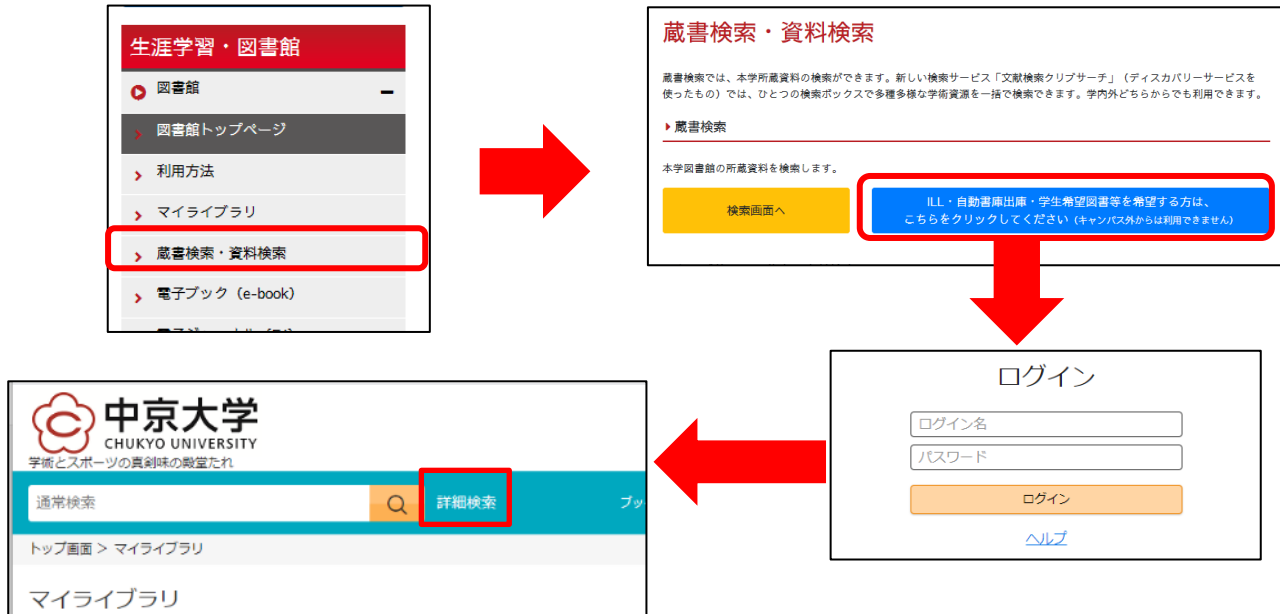 生涯学習・図書館
図書館
図書館トップページ
利用方法
マイライブラリ
蔵書検索・資料検索
電子ブック（e-book）
蔵書検索・資料検索
蔵書検索では、本学所蔵資料の検索ができます。新しい検索サービス「文献検索クリプサーチ」（ディスカバリーサービスを
使ったもの）では、ひとつの検索ボックスで多種多様な学術資源を一括で検索できます。学内外どちらからでも利用できます。
蔵書検索
本学図書館の所蔵資料を検索します。
検索画面へ
ILL・自動書庫出庫・学生希望図書等を希望する方は、
こちらをクリックしてください（キャンパス外からは利用できません）
ログイン
ログイン名
パスワード
ログイン
ヘルプ
中京大学
CHUKYO UNIVERSITY
学術とスポーツの真剣味の殿堂たれ
通常検索
詳細検索
ブッ
トップ画面 > マイライブラリ
マイライブラリ